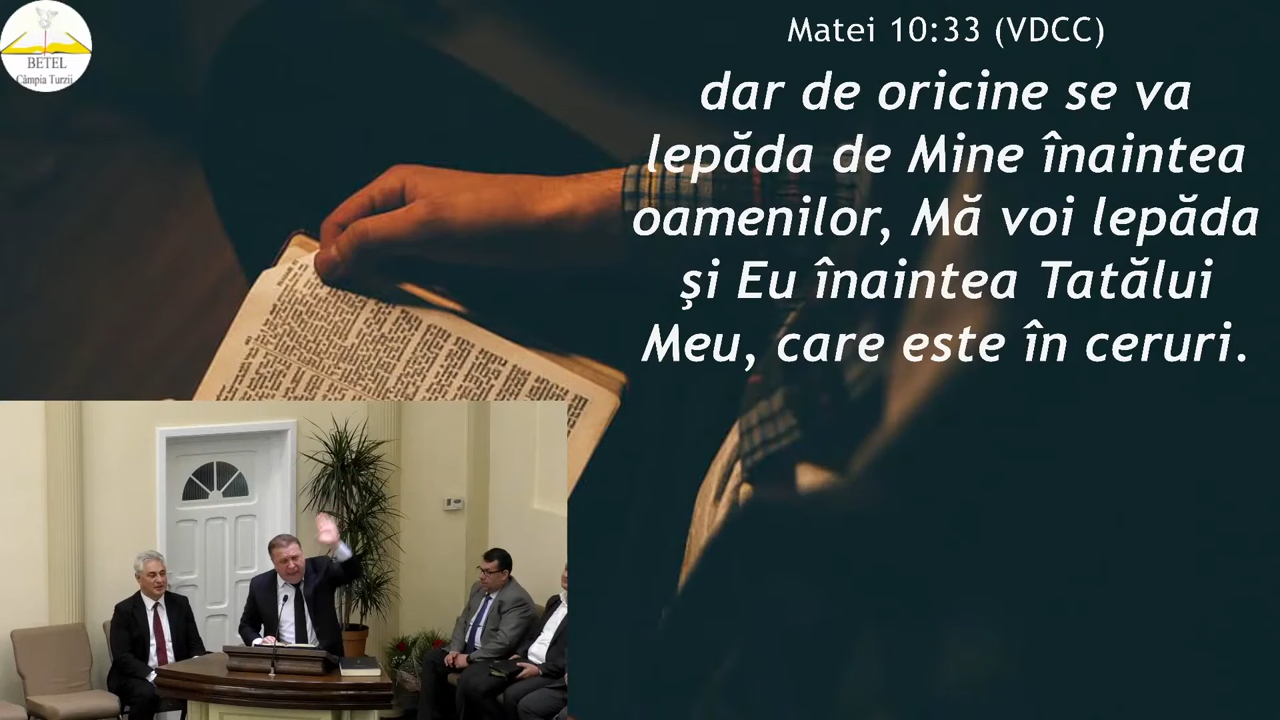 BETEL
Câmpia Turzii
Matei 10:33 (VDCC)
dar de oricine se va
lepăda de Mine înaintea
oamenilor, Mă voi lepăda
și Eu înaintea Tatălui
Meu, care este în ceruri.